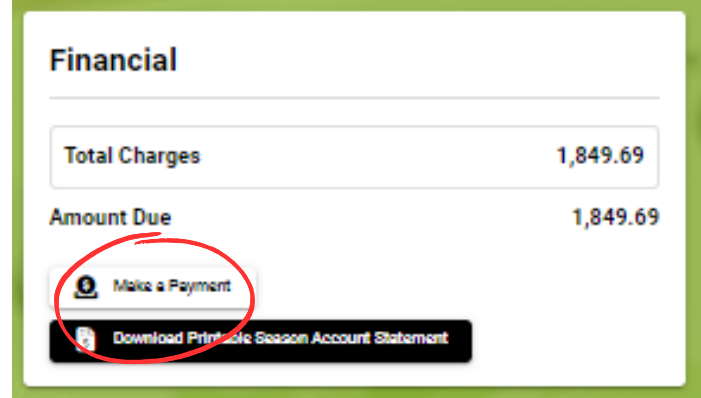 Financial
Total Charges 1,849.69
Amount Due 1,849.69
Make a Payment
Download Printable Season Account Statement